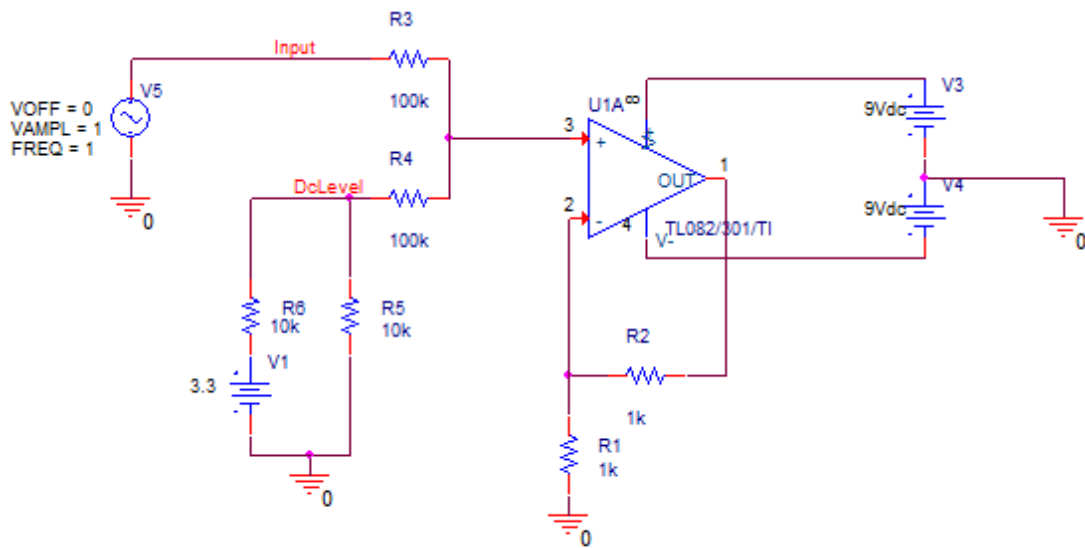 R3
Input
V5
100k
VOFF = 0
VAMPL = 1
FREQ = 1
0
R4
DcLevel
100k
R6
10k
R5
10k
V1
3.3
0
U1A
∞
3
+
2
-
4
V-
OUT
1
TL082/301/TI
V3
9Vdc
V4
9Vdc
0
R2
1k
R1
1k
0